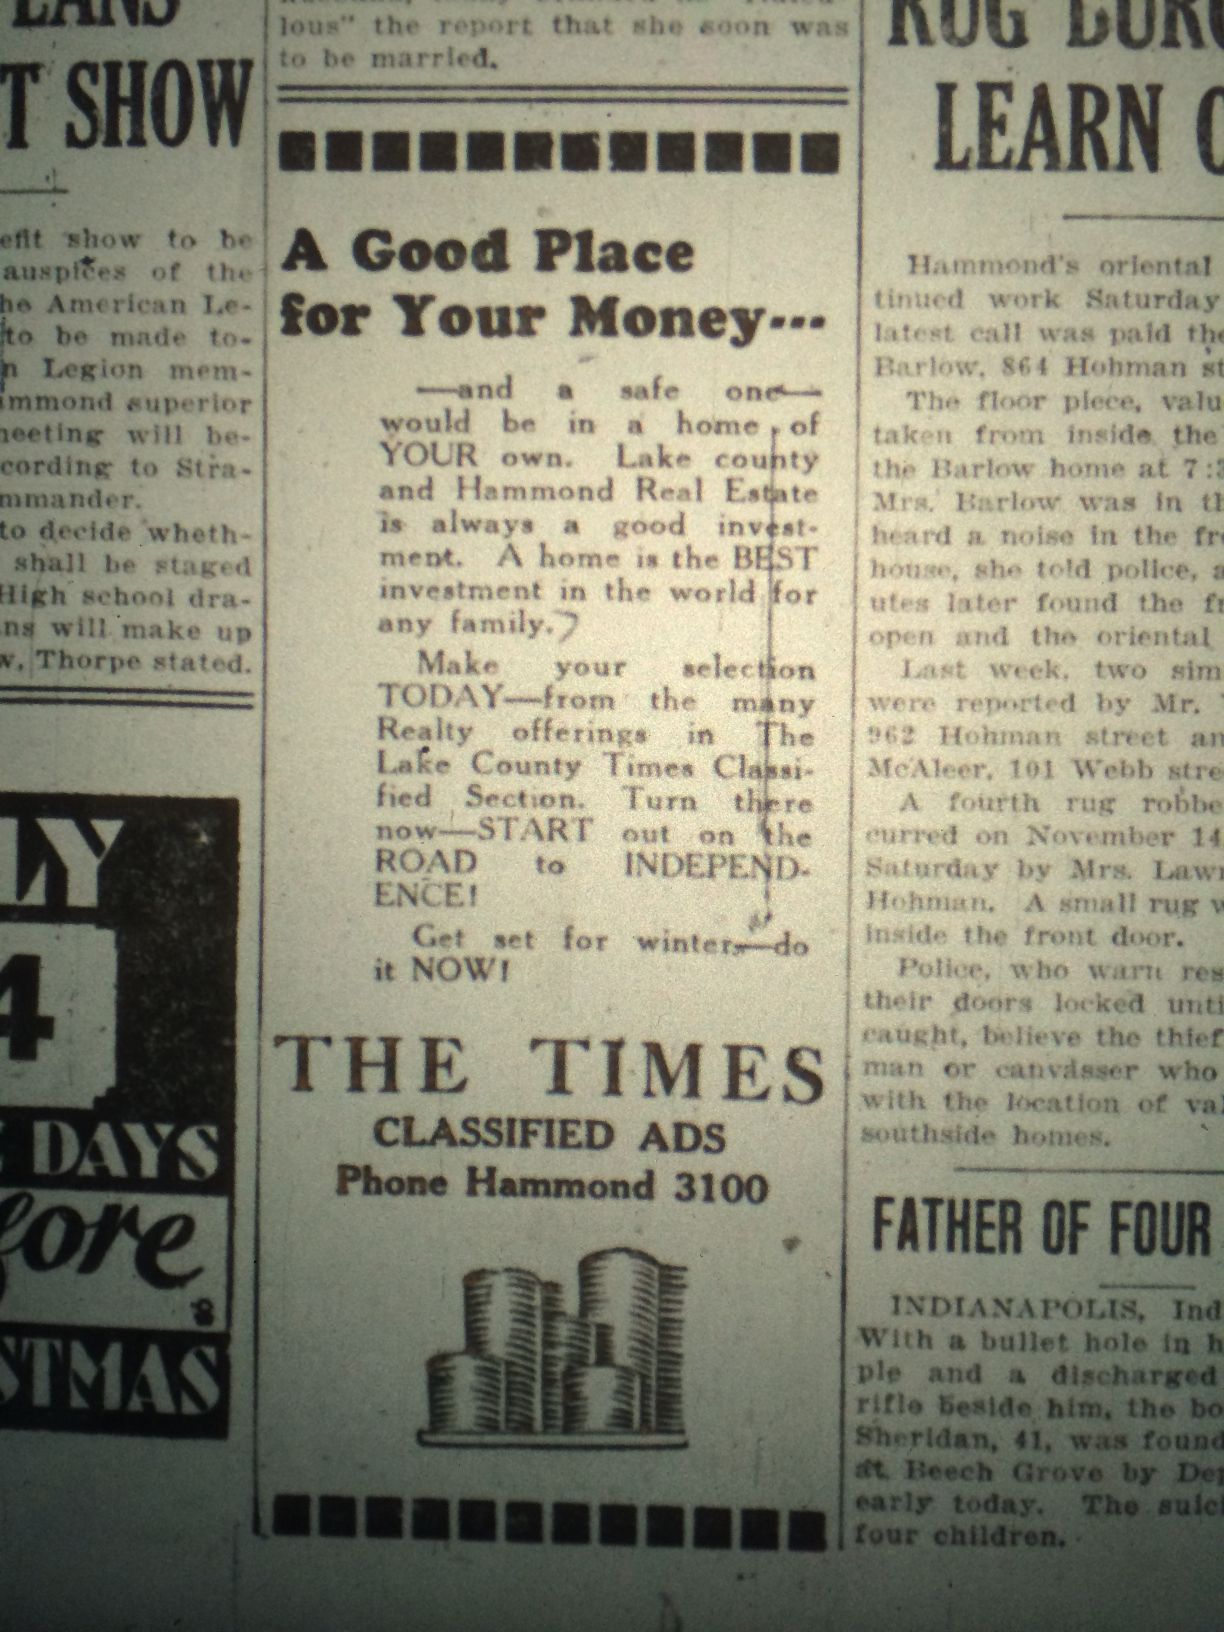 EANS
T SHOW
efit show to be
auspices of the
he American Le-
to be made to-
n Legion mem-
ammond superior
meeting will be-
cording to Stra-
mmander.
to decide wheth-
shall be staged
High school dra-
ns will make up
w, Thorpe stated.
LY
4
DAYS
fore
STMAS
lous" the report that she soon was
to be married.
A Good Place
for Your Money---
—and a safe one—
would be in a home of
YOUR own. Lake county
and Hammond Real Estate
is always a good invest-
ment. A home is the BEST
investment in the world for
any family.
Make your selection
TODAY—from the many
Realty offerings in The
Lake County Times Classi-
fied Section. Turn there
now—START out on the
ROAD to INDEPEND-
ENCE!
Get set for winter—do
it NOW!
THE TIMES
CLASSIFIED ADS
Phone Hammond 3100
RUG BURG
LEARN
Hammond's oriental
tinued work Saturday
latest call was paid the
Barlow, 864 Hohman st
The floor piece, valu
taken from inside the
the Barlow home at 7:3
Mrs. Barlow was in th
heard a noise in the fr
house, she told police, a
utes later found the fr
open and the oriental
Last week, two sim
were reported by Mr.
962 Hohman street an
McAleer, 101 Webb stre
A fourth rug robbe
curred on November 14
Saturday by Mrs. Lawr
Hohman. A small rug w
inside the front door.
Police, who warn res
their doors locked unti
caught, believe the thief
man or canvasser who
with the location of val
southside homes.
FATHER OF FOUR
INDIANAPOLIS, Ind
With a bullet hole in h
ple and a discharged
rifle beside him, the bo
Sheridan, 41, was found
at Beech Grove by Dep
early today. The suici
four children.